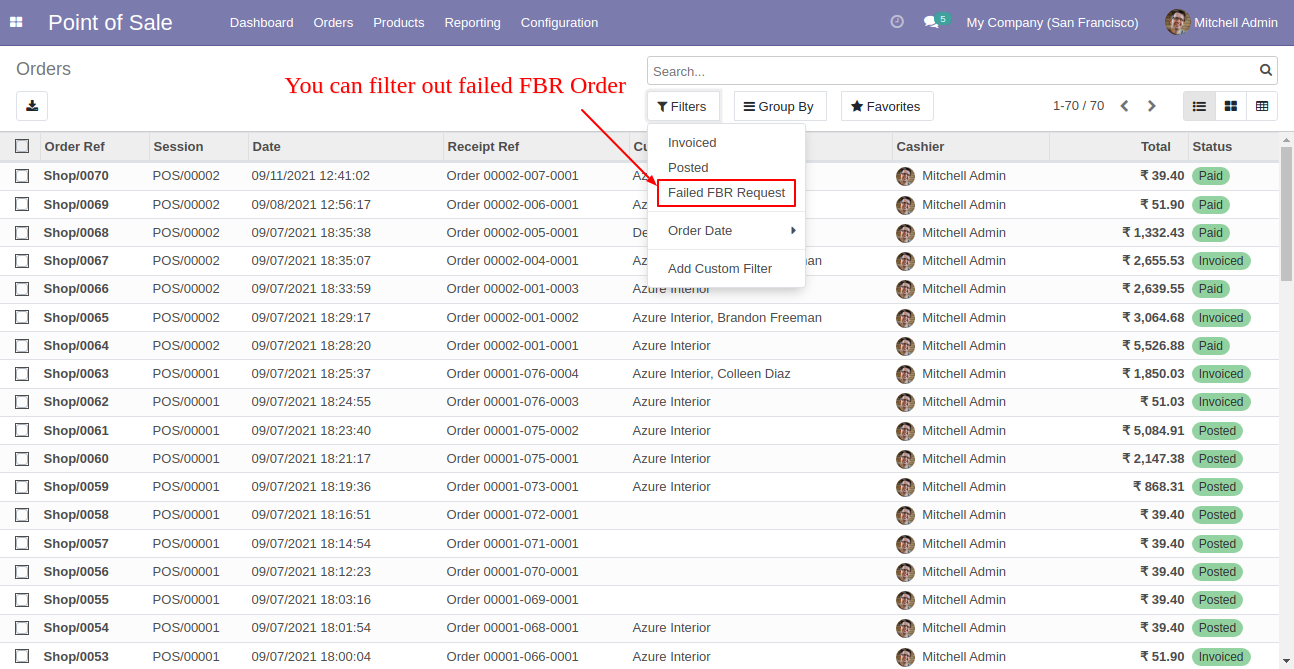 Point of Sale Dashboard Orders Products Reporting Configuration 5 My Company (San Francisco) Mitchell Admin
Orders
Search...
You can filter out failed FBR Order
Filters Group By Favorites 1-70 / 70
Invoiced
Posted
Failed FBR Request
Order Date
Add Custom Filter
Order Ref Session Date Receipt Ref Cashier Total Status
Shop/0070 POS/00002 09/11/2021 12:41:02 Order 00002-007-0001 Mitchell Admin ₹ 39.40 Paid
Shop/0069 POS/00002 09/08/2021 12:56:17 Order 00002-006-0001 Mitchell Admin ₹ 51.90 Paid
Shop/0068 POS/00002 09/07/2021 18:35:38 Order 00002-005-0001 Mitchell Admin ₹ 1,332.43 Paid
Shop/0067 POS/00002 09/07/2021 18:35:07 Order 00002-004-0001 Mitchell Admin ₹ 2,655.53 Invoiced
Shop/0066 POS/00002 09/07/2021 18:33:59 Order 00002-001-0003 Azure Interior Mitchell Admin ₹ 2,639.55 Paid
Shop/0065 POS/00002 09/07/2021 18:29:17 Order 00002-001-0002 Azure Interior, Brandon Freeman Mitchell Admin ₹ 3,064.68 Invoiced
Shop/0064 POS/00002 09/07/2021 18:28:20 Order 00002-001-0001 Azure Interior Mitchell Admin ₹ 5,526.88 Paid
Shop/0063 POS/00001 09/07/2021 18:25:37 Order 00001-076-0004 Azure Interior, Colleen Diaz Mitchell Admin ₹ 1,850.03 Invoiced
Shop/0062 POS/00001 09/07/2021 18:24:55 Order 00001-076-0003 Azure Interior Mitchell Admin ₹ 51.03 Invoiced
Shop/0061 POS/00001 09/07/2021 18:23:40 Order 00001-075-0002 Azure Interior Mitchell Admin ₹ 5,084.91 Posted
Shop/0060 POS/00001 09/07/2021 18:21:17 Order 00001-075-0001 Azure Interior Mitchell Admin ₹ 2,147.38 Posted
Shop/0059 POS/00001 09/07/2021 18:19:36 Order 00001-073-0001 Azure Interior Mitchell Admin ₹ 868.31 Posted
Shop/0058 POS/00001 09/07/2021 18:16:51 Order 00001-072-0001 Mitchell Admin ₹ 39.40 Posted
Shop/0057 POS/00001 09/07/2021 18:14:54 Order 00001-071-0001 Mitchell Admin ₹ 39.40 Posted
Shop/0056 POS/00001 09/07/2021 18:12:23 Order 00001-070-0001 Mitchell Admin ₹ 39.40 Posted
Shop/0055 POS/00001 09/07/2021 18:03:16 Order 00001-069-0001 Mitchell Admin ₹ 39.40 Posted
Shop/0054 POS/00001 09/07/2021 18:01:54 Order 00001-068-0001 Azure Interior Mitchell Admin ₹ 39.40 Posted
Shop/0053 POS/00001 09/07/2021 18:00:04 Order 00001-066-0001 Azure Interior Mitchell Admin ₹ 51.90 Invoiced